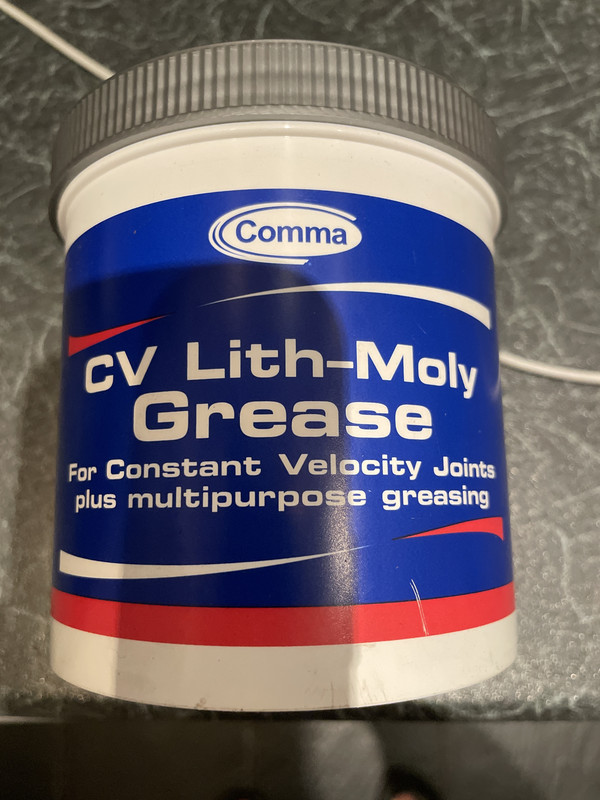 Comma
CV Lith-Moly
Grease
For Constant Velocity Joints
plus multipurpose greasing